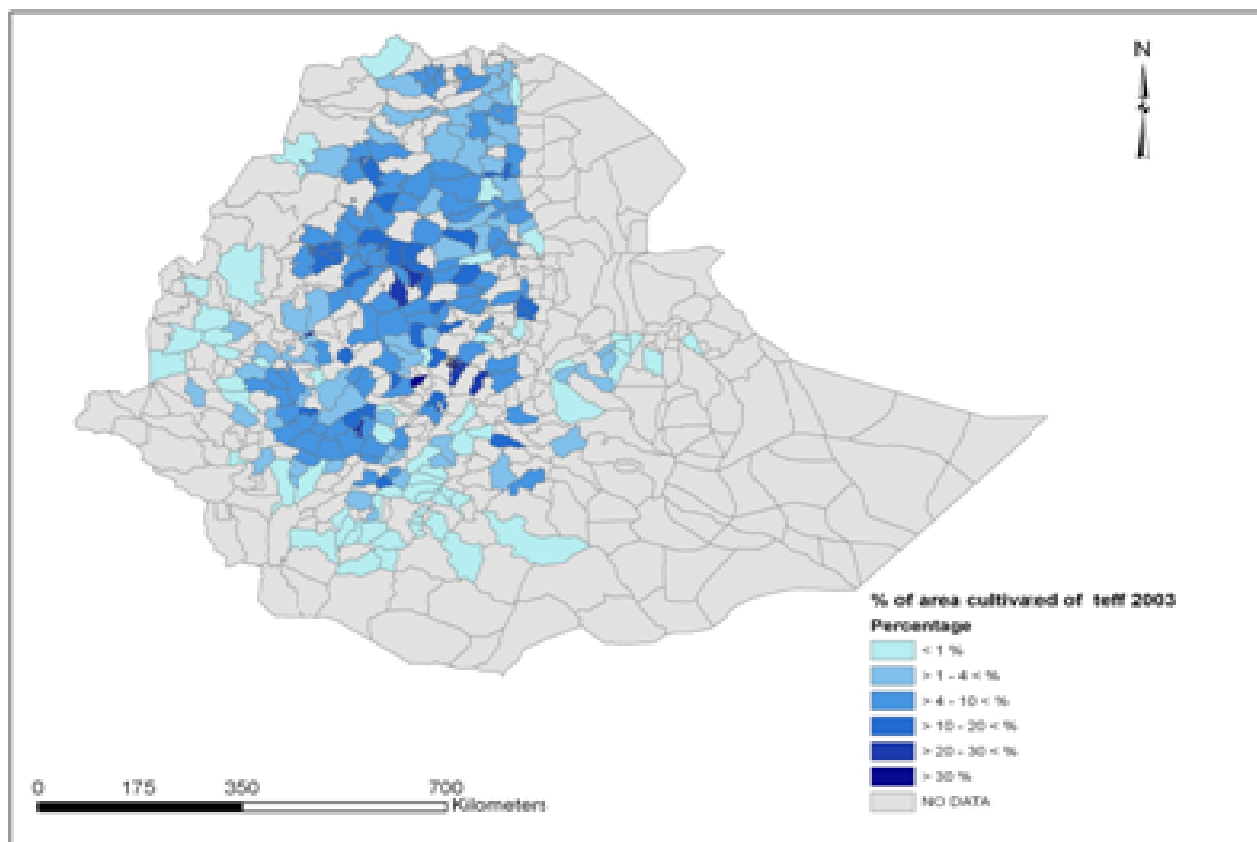 N
% of area cultivated of teff 2003
Percentage
< 1 %
> 1 - 4 < %
> 4 - 10 < %
> 10 - 20 < %
> 20 - 30 < %
> 30 %
NO DATA
0 175 350 700
Kilometers